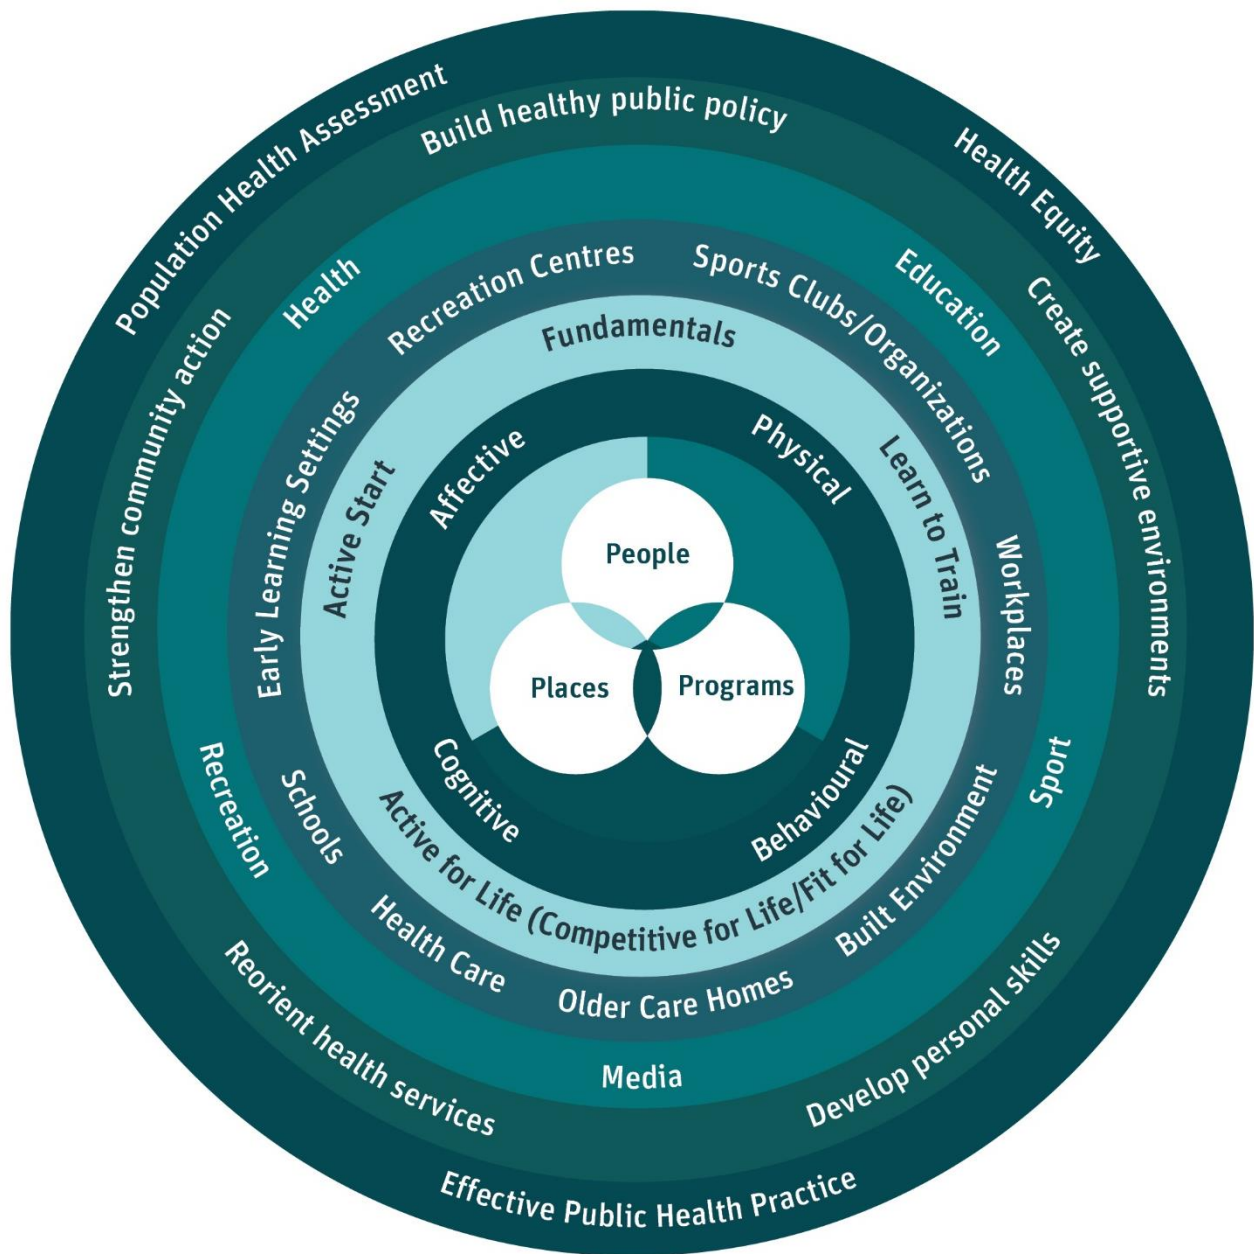 Population Health Assessment
Health Equity
Effective Public Health Practice
Build healthy public policy
Create supportive environments
Develop personal skills
Reorient health services
Strengthen community action
Health
Education
Sport
Media
Recreation
Recreation Centres
Sports Clubs/Organizations
Workplaces
Built Environment
Older Care Homes
Health Care
Schools
Early Learning Settings
Fundamentals
Learn to Train
Active for Life (Competitive for Life/Fit for Life)
Active Start
Affective
Physical
Behavioural
Cognitive
People
Places
Programs